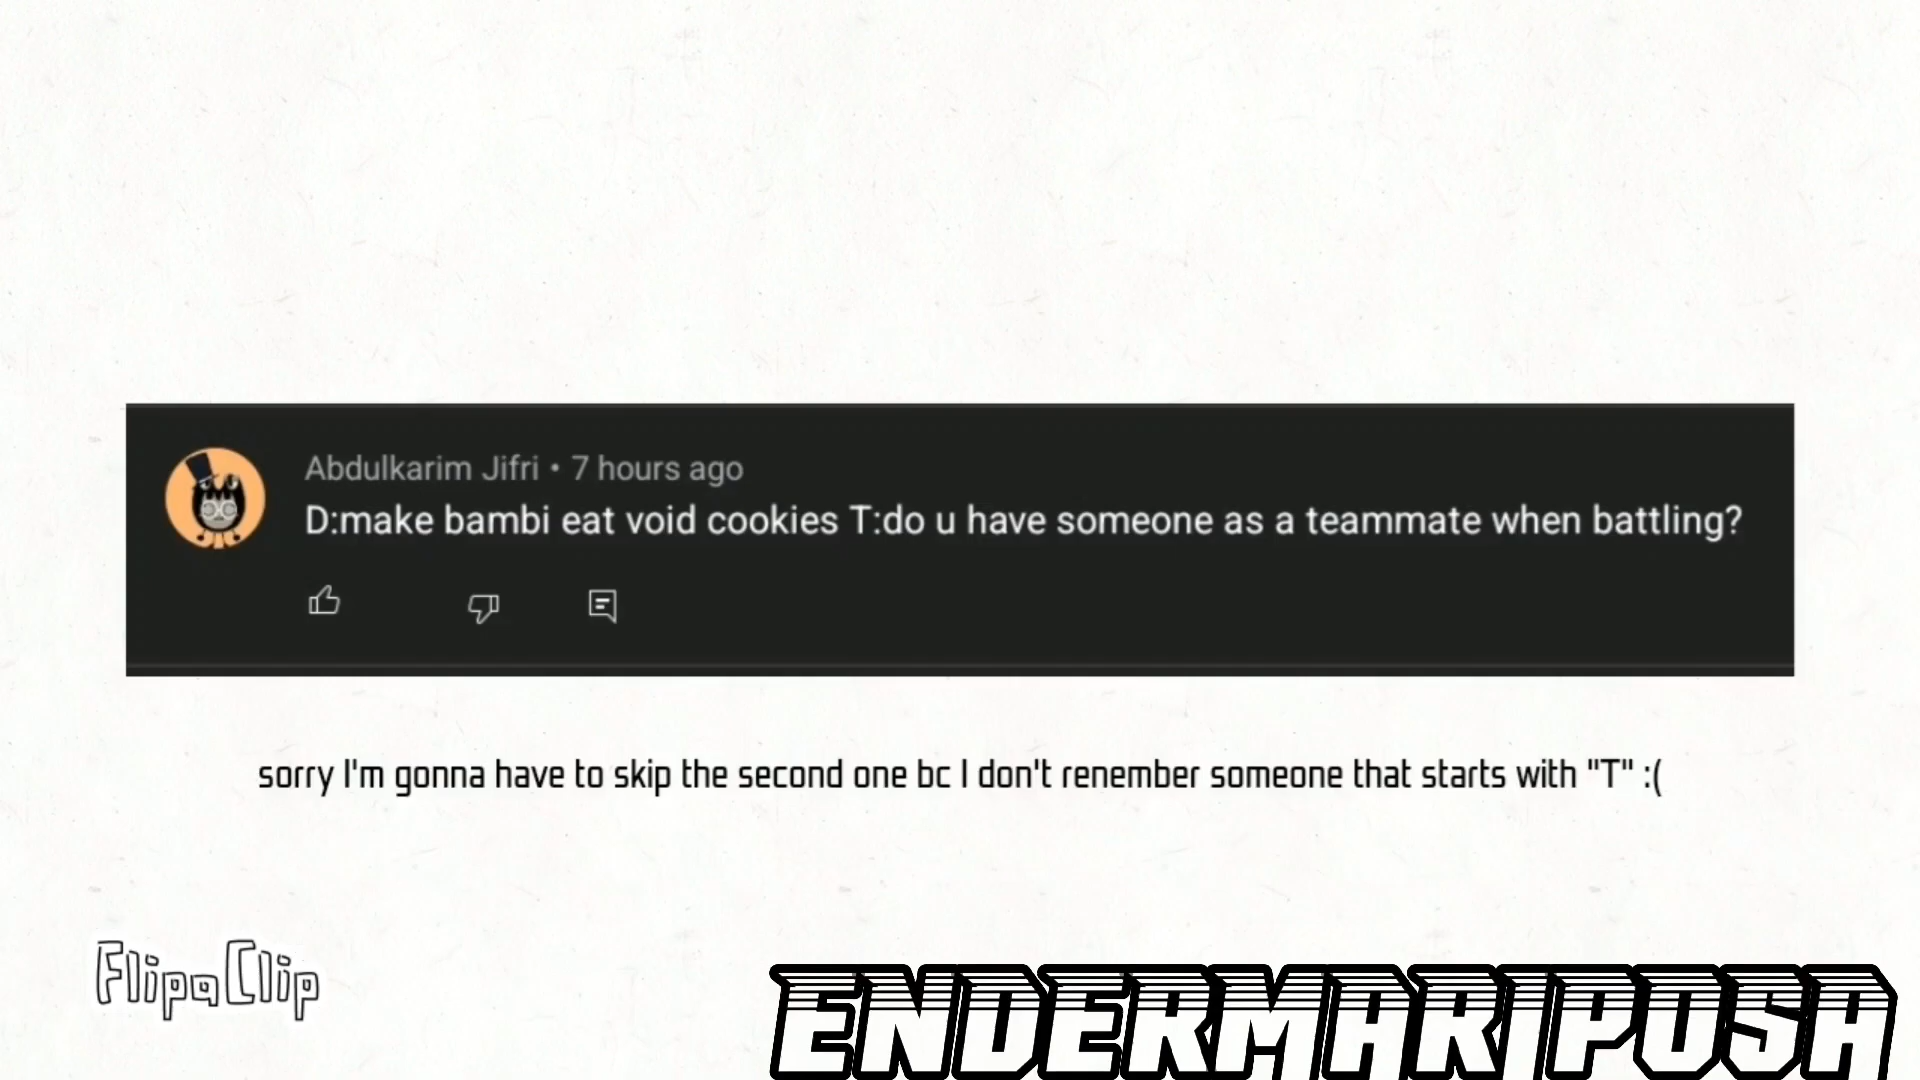 Abdulkarim Jifri • 7 hours ago
D:make bambi eat void cookies T:do u have someone as a teammate when battling?
sorry I'm gonna have to skip the second one bc I don't renember someone that starts with "T" :(
FlipaClip
ENDERMARIPOSA